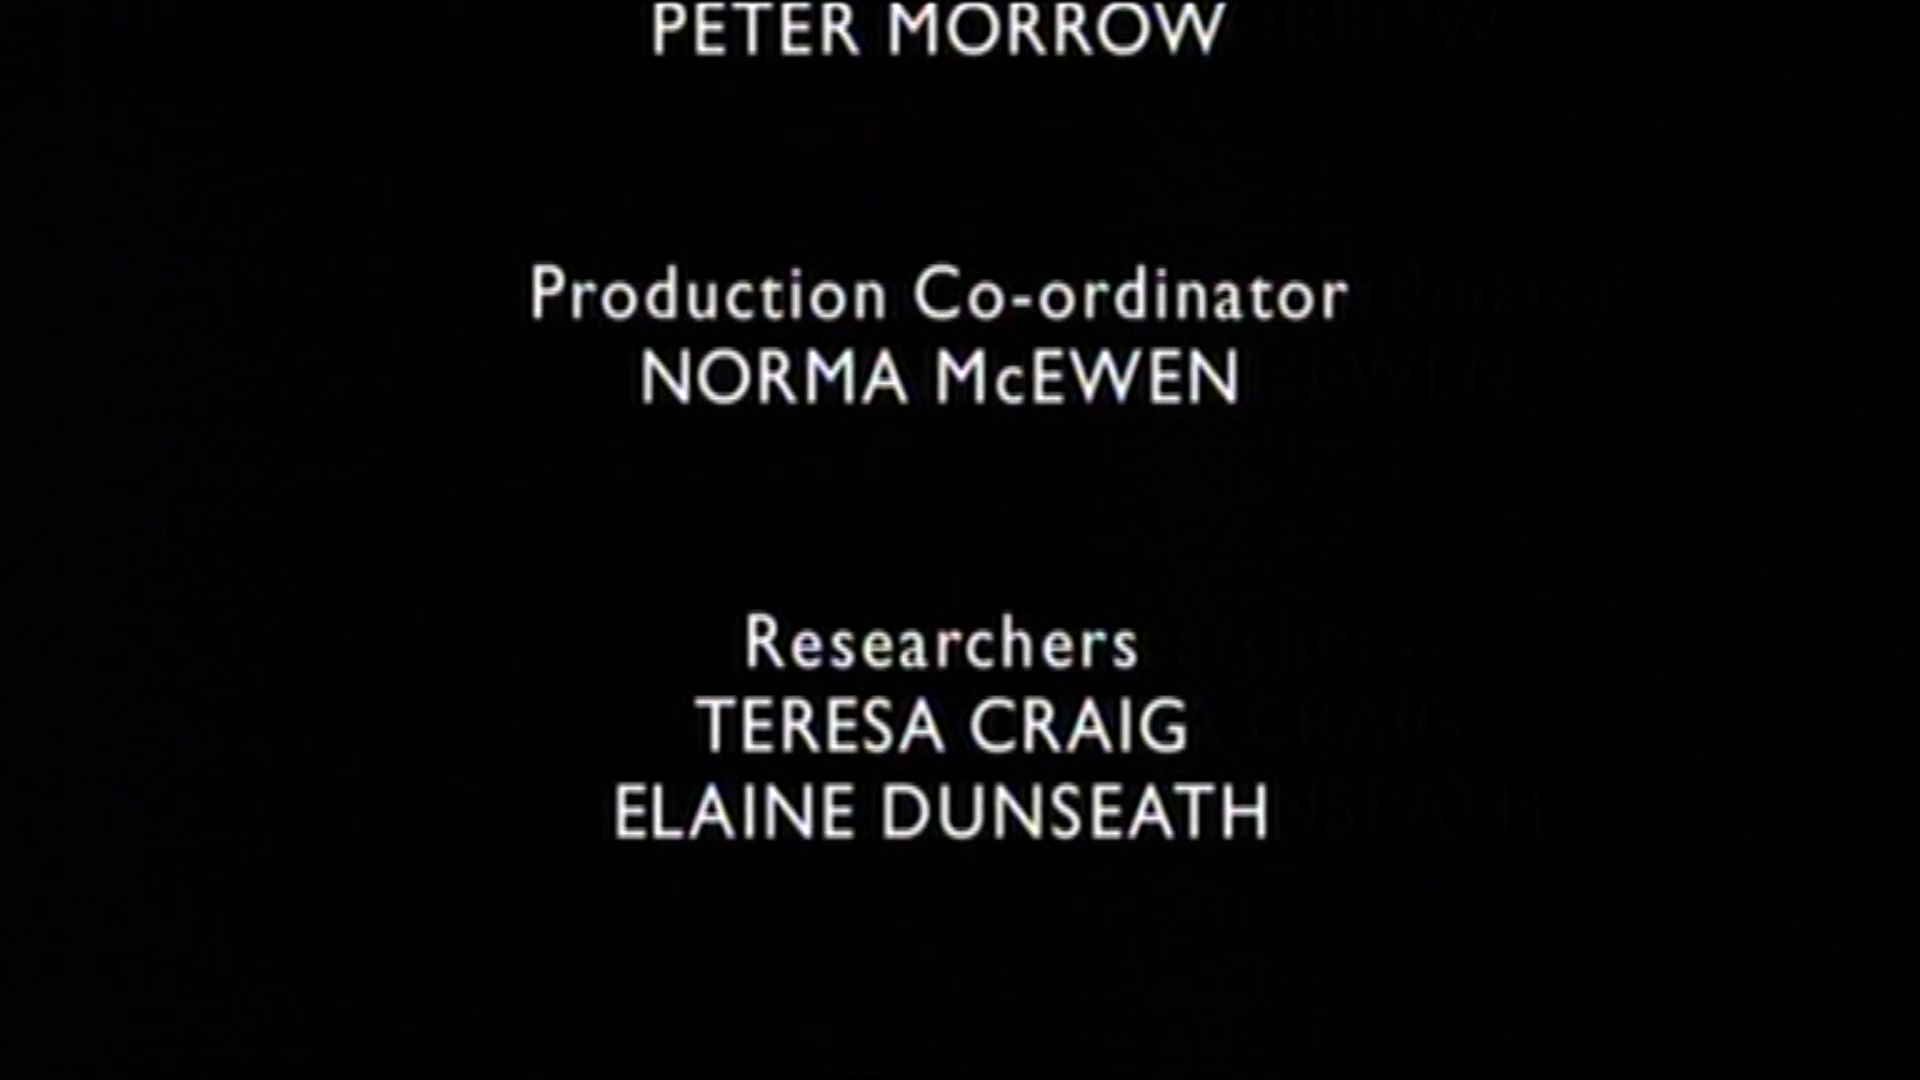 PETER MORROW
Production Co-ordinator
NORMA McEWEN
Researchers
TERESA CRAIG
ELAINE DUNSEATH